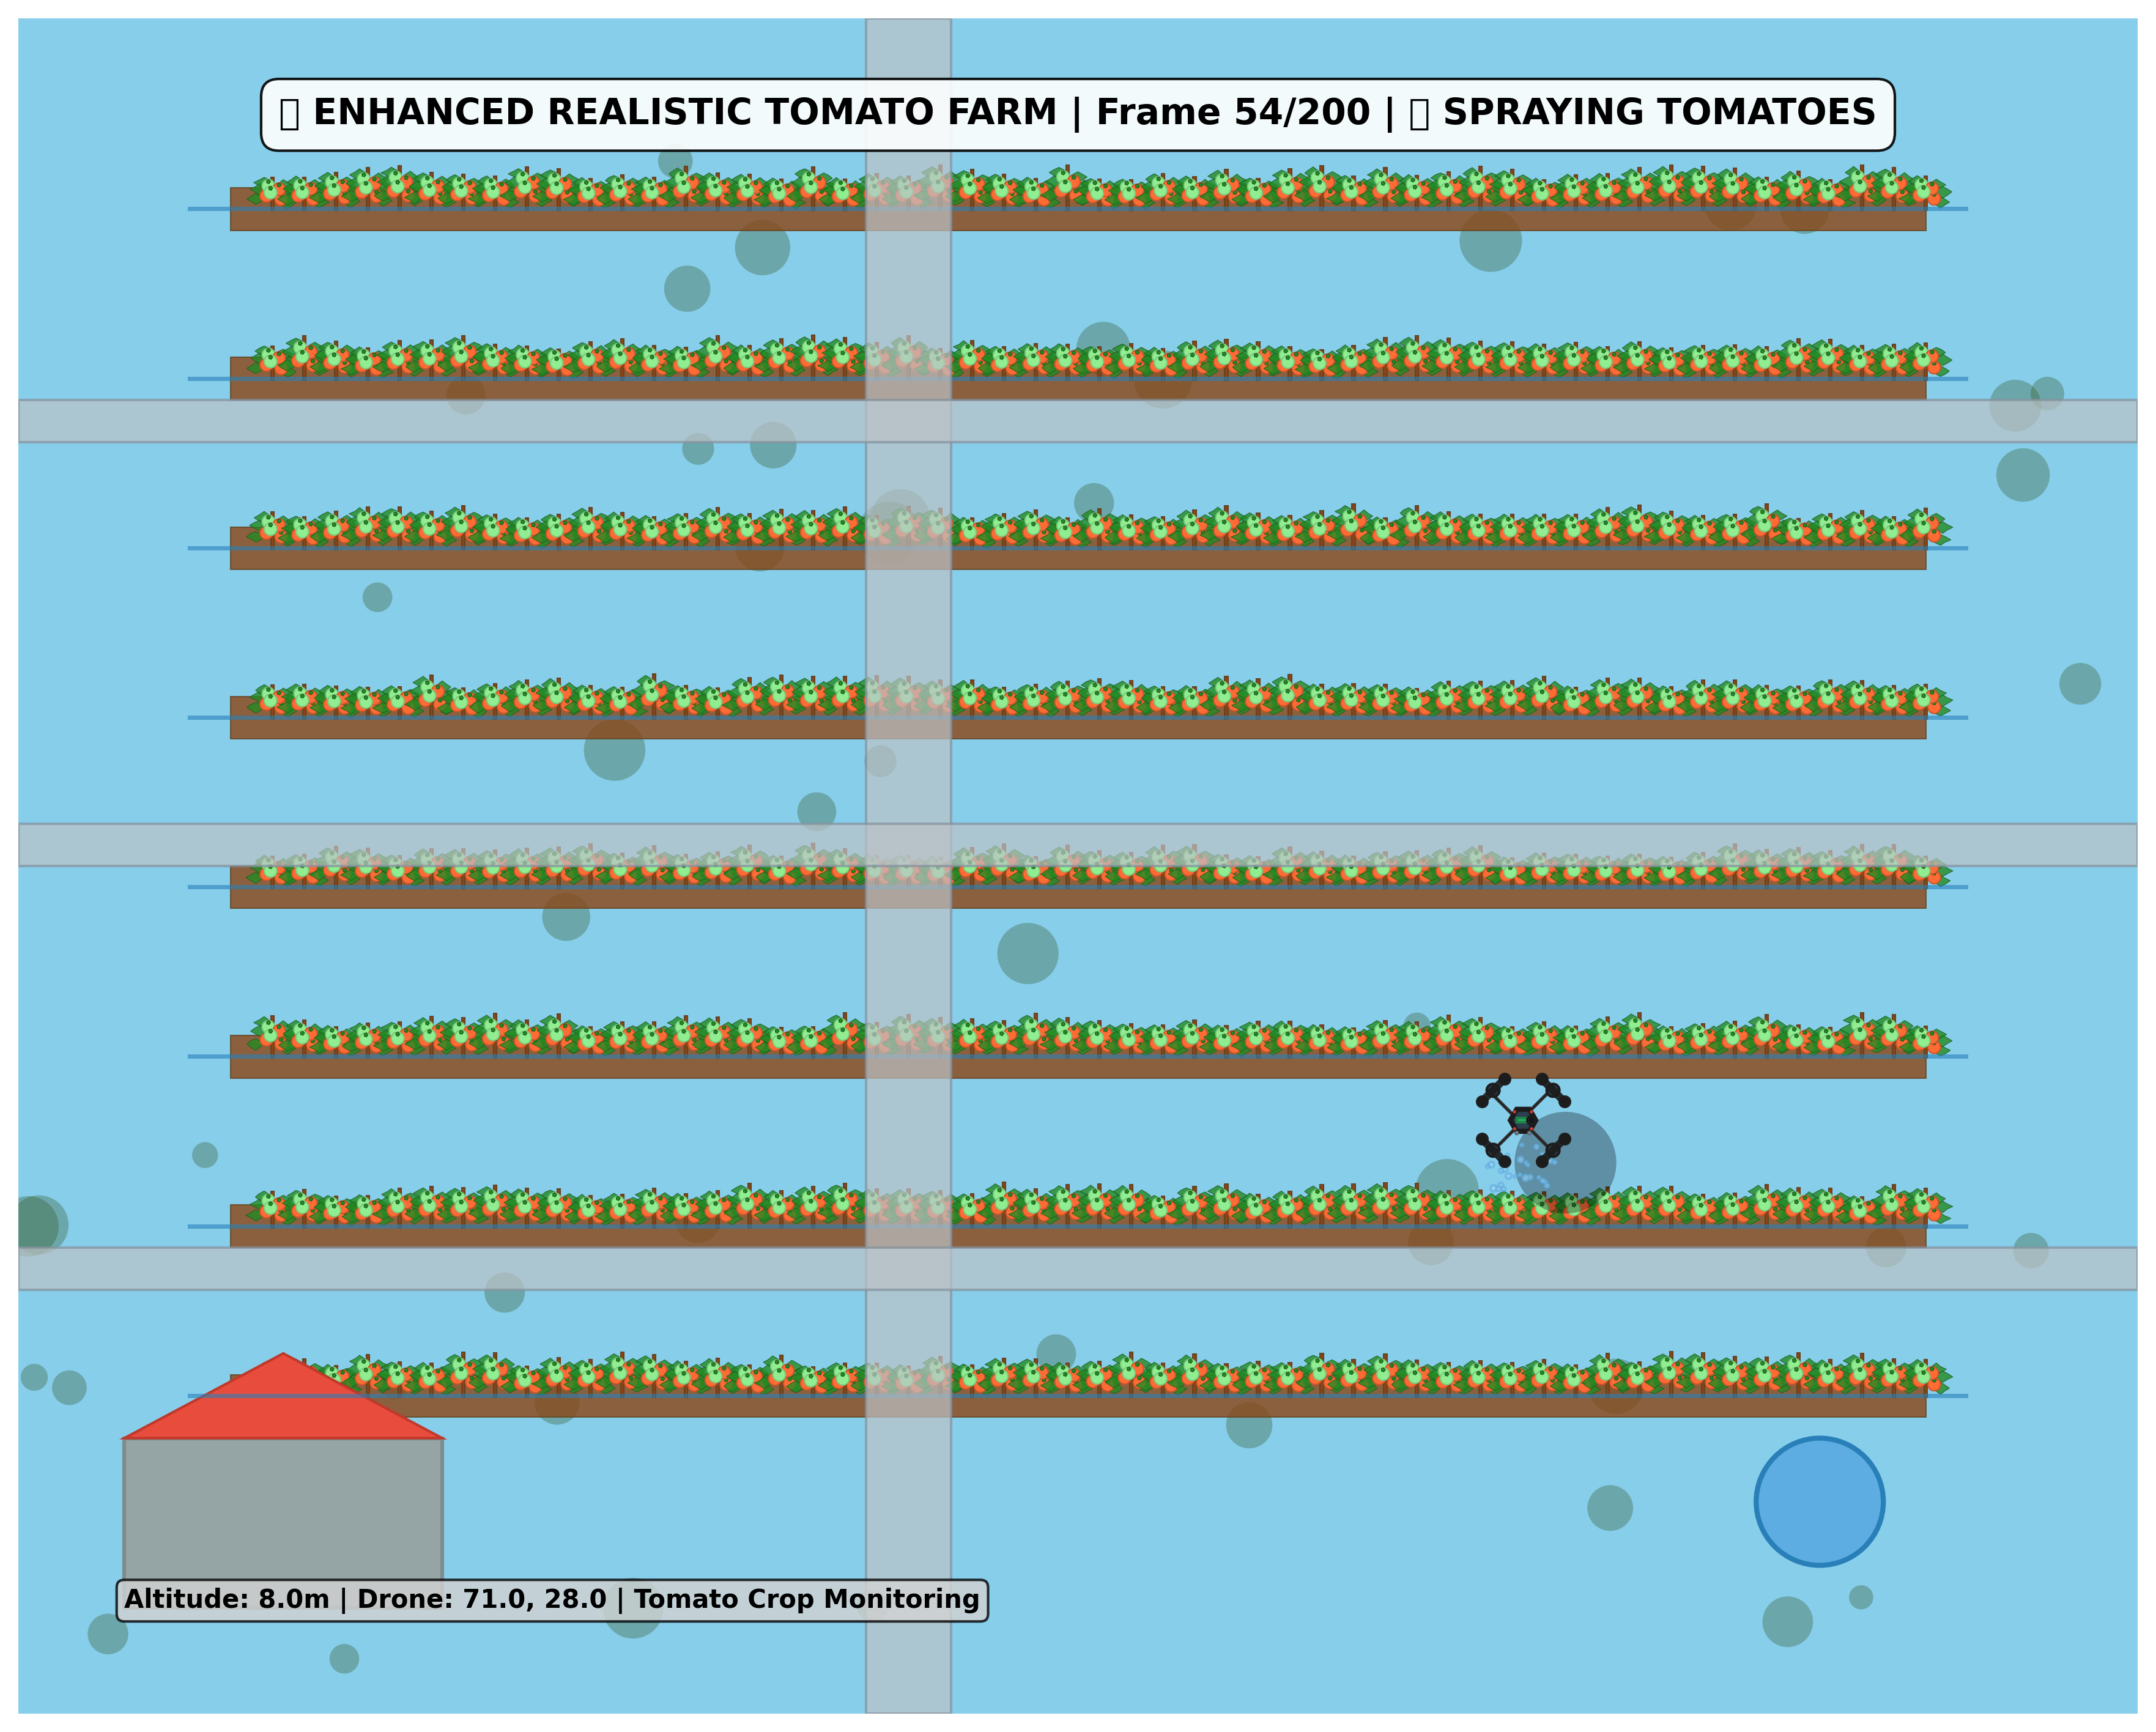 ▯ ENHANCED REALISTIC TOMATO FARM | Frame 54/200 | ▯ SPRAYING TOMATOES
Altitude: 8.0m | Drone: 71.0, 28.0 | Tomato Crop Monitoring